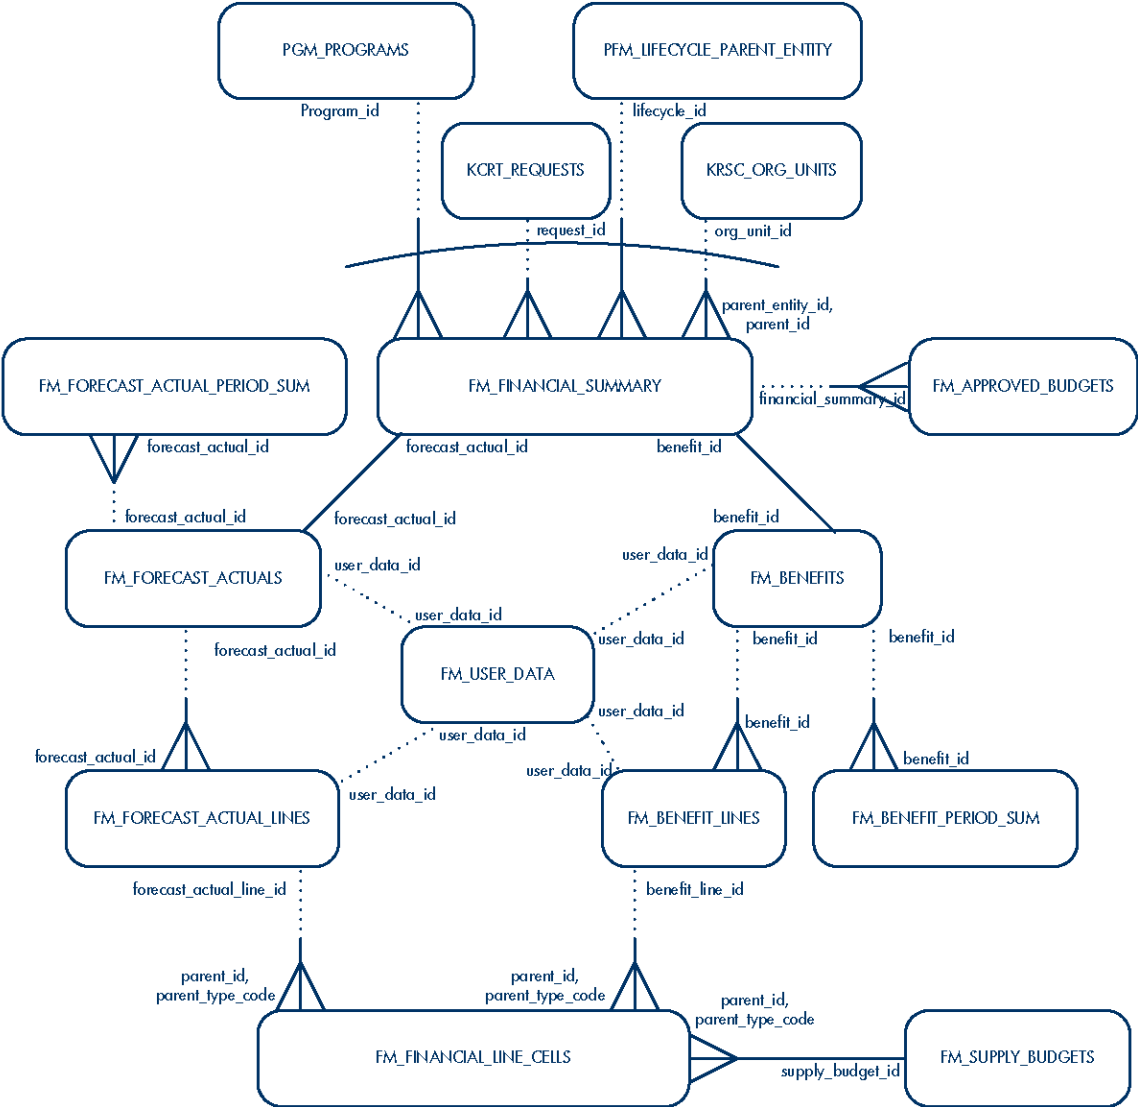 PGM_PROGRAMS
PFM_LIFECYCLE_PARENT_ENTITY
Program_id
lifecycle_id
KCRT_REQUESTS
KRSC_ORG_UNITS
request_id
org_unit_id
parent_entity_id,
parent_id
FM_FORECAST_ACTUAL_PERIOD_SUM
FM_FINANCIAL_SUMMARY
FM_APPROVED_BUDGETS
financial_summary_id
forecast_actual_id
forecast_actual_id
benefit_id
forecast_actual_id
forecast_actual_id
benefit_id
user_data_id
user_data_id
FM_FORECAST_ACTUALS
FM_BENEFITS
user_data_id
user_data_id
forecast_actual_id
benefit_id
benefit_id
FM_USER_DATA
user_data_id
user_data_id
benefit_id
forecast_actual_id
user_data_id
benefit_id
user_data_id
FM_FORECAST_ACTUAL_LINES
FM_BENEFIT_LINES
FM_BENEFIT_PERIOD_SUM
forecast_actual_line_id
benefit_line_id
parent_id,
parent_type_code
parent_id,
parent_type_code
parent_id,
parent_type_code
FM_FINANCIAL_LINE_CELLS
FM_SUPPLY_BUDGETS
supply_budget_id